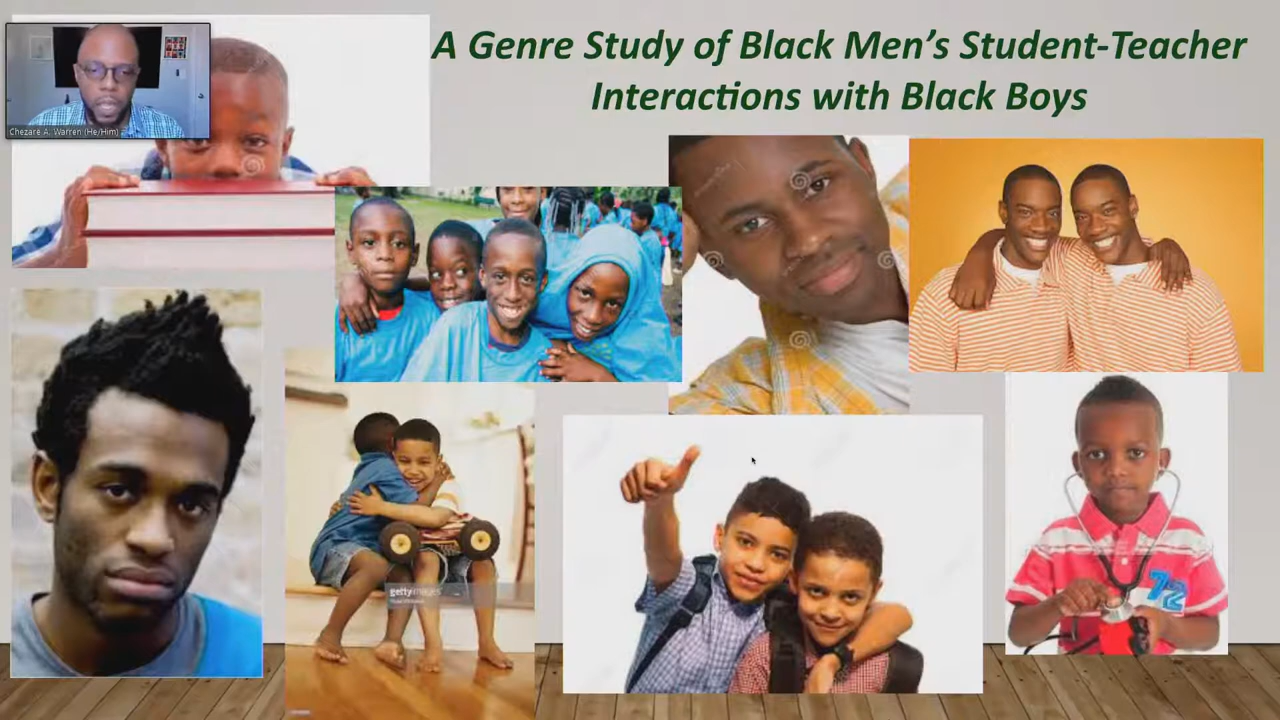 A Genre Study of Black Men's Student-Teacher
Interactions with Black Boys
Chezare A. Warren (He/Him)
gettyimages
72